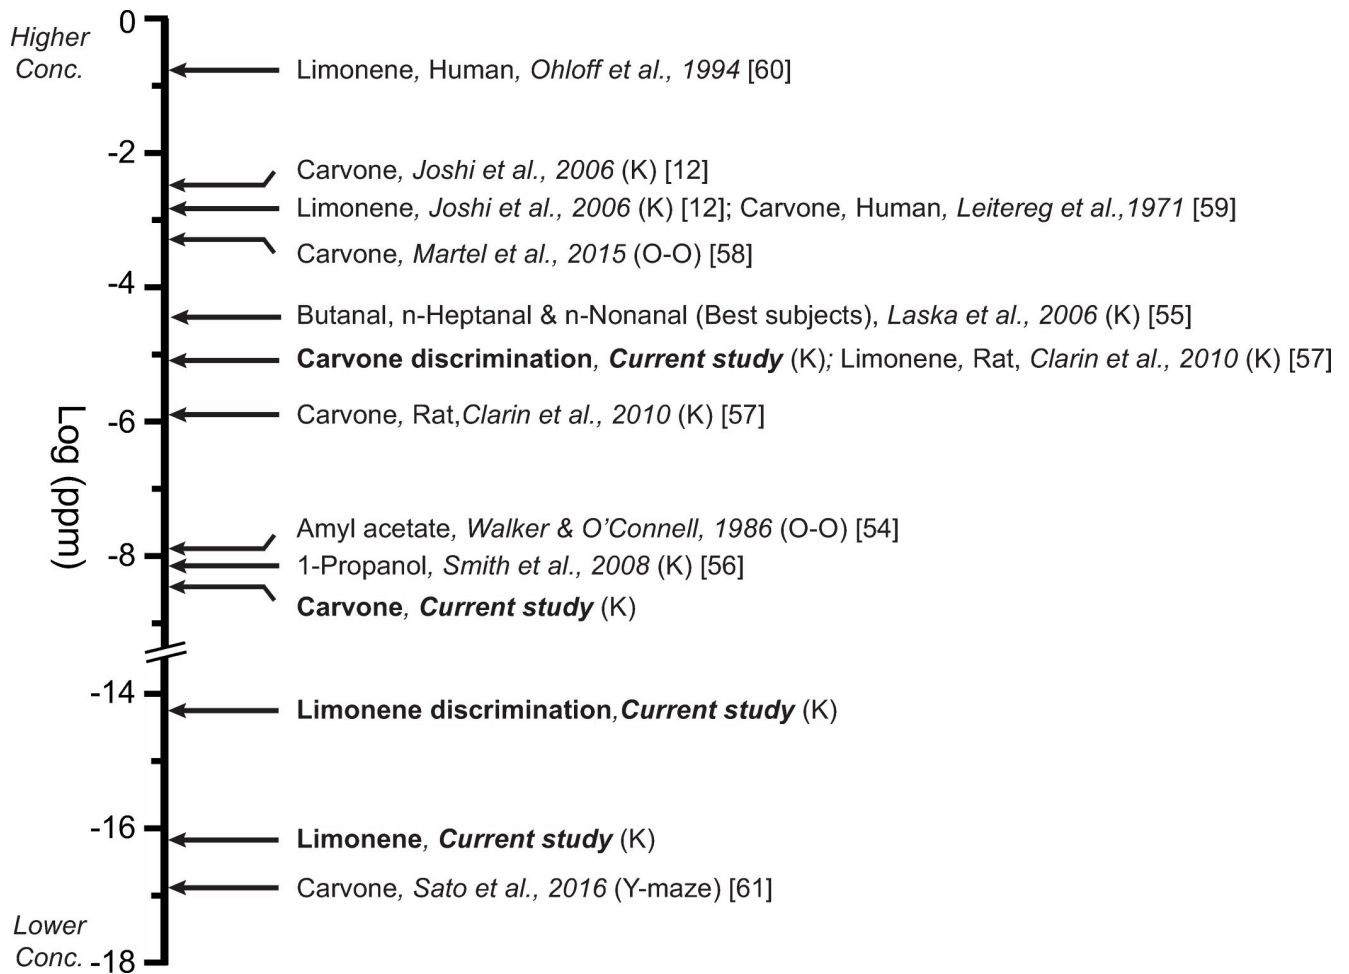 0
Higher
Conc.
Limonene, Human, Ohloff et al., 1994 [60]
-2
Carvone, Joshi et al., 2006 (K) [12]
Limonene, Joshi et al., 2006 (K) [12]; Carvone, Human, Leitereg et al.,1971 [59]
Carvone, Martel et al., 2015 (O-O) [58]
-4
Butanal, n-Heptanal & n-Nonanal (Best subjects), Laska et al., 2006 (K) [55]
Carvone discrimination, Current study (K); Limonene, Rat, Clarin et al., 2010 (K) [57]
Carvone, Rat,Clarin et al., 2010 (K) [57]
-6
Log (ppm)
Amyl acetate, Walker & O’Connell, 1986 (O-O) [54]
-8
1-Propanol, Smith et al., 2008 (K) [56]
Carvone, Current study (K)
-14
Limonene discrimination,Current study (K)
-16
Limonene, Current study (K)
Carvone, Sato et al., 2016 (Y-maze) [61]
Lower
Conc.
-18